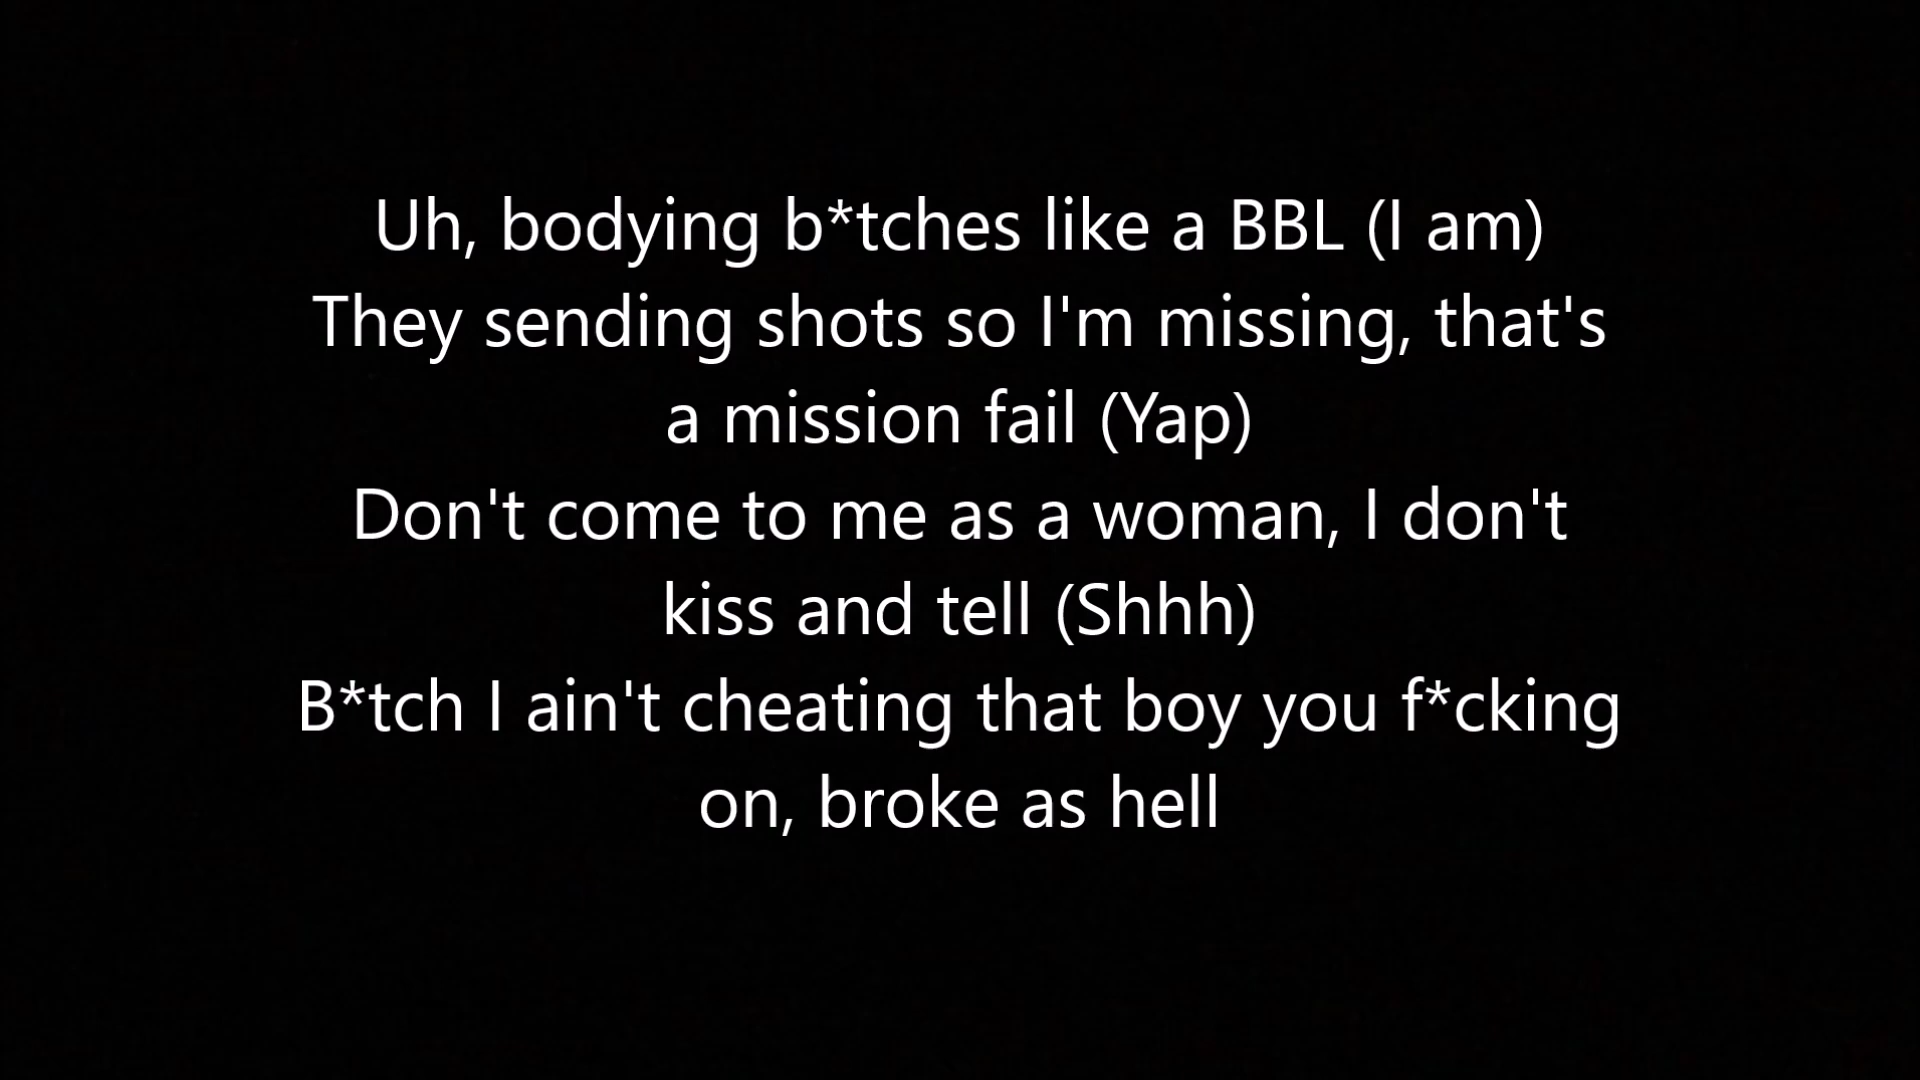 Uh, bodying b*tches like a BBL (I am)
They sending shots so I'm missing, that's
a mission fail (Yap)
Don't come to me as a woman, I don't
kiss and tell (Shhh)
B*tch I ain't cheating that boy you f*cking
on, broke as hell